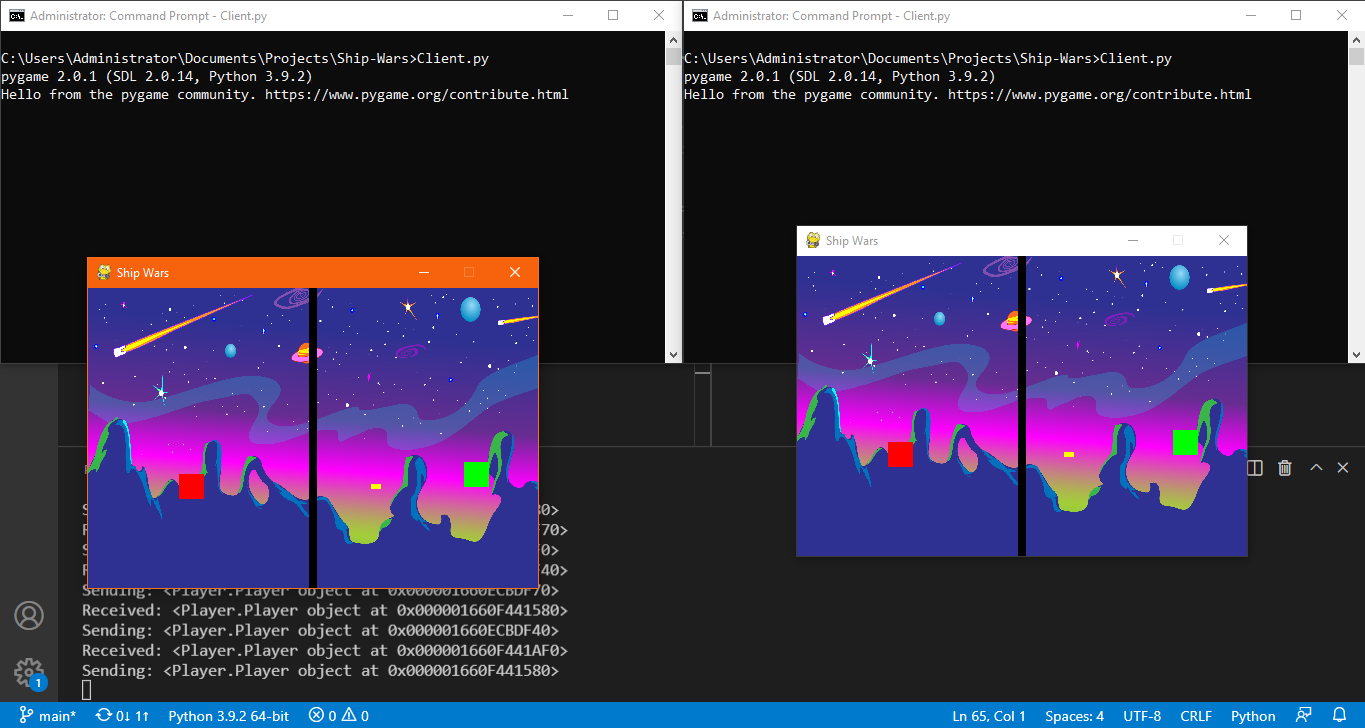 Administrator: Command Prompt - Client.py
C:\Users\Administrator\Documents\Projects\Ship-Wars>Client.py
pygame 2.0.1 (SDL 2.0.14, Python 3.9.2)
Hello from the pygame community. https://www.pygame.org/contribute.html
Administrator: Command Prompt - Client.py
C:\Users\Administrator\Documents\Projects\Ship-Wars>Client.py
pygame 2.0.1 (SDL 2.0.14, Python 3.9.2)
Hello from the pygame community. https://www.pygame.org/contribute.html
Ship Wars
Ship Wars
70>
0>
40>
Sending: <Player.Player object at 0x000001660ECBDF70>
Received: <Player.Player object at 0x000001660F441580>
Sending: <Player.Player object at 0x000001660ECBDF40>
Received: <Player.Player object at 0x000001660F441AF0>
Sending: <Player.Player object at 0x000001660F441580>
1
main* 0↓ 1↑ Python 3.9.2 64-bit 0 0 Ln 65, Col 1 Spaces: 4 UTF-8 CRLF Python